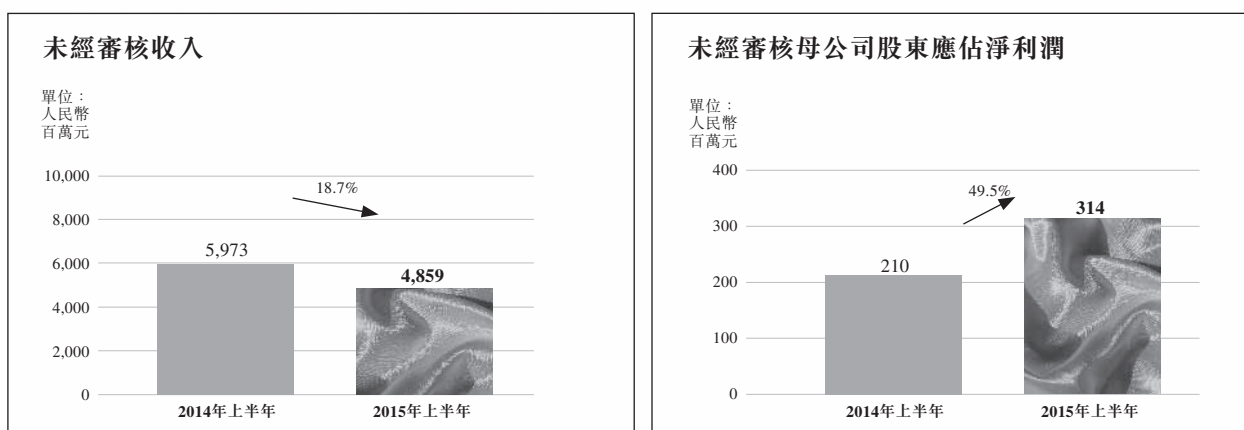 未經審核收入
單位：
人民幣
百萬元
10,000
8,000
6,000
4,000
2,000
0
18.7%
5,973
4,859
2014年上半年
2015年上半年
未經審核母公司股東應佔淨利潤
單位：
人民幣
百萬元
400
300
200
100
0
49.5%
210
314
2014年上半年
2015年上半年